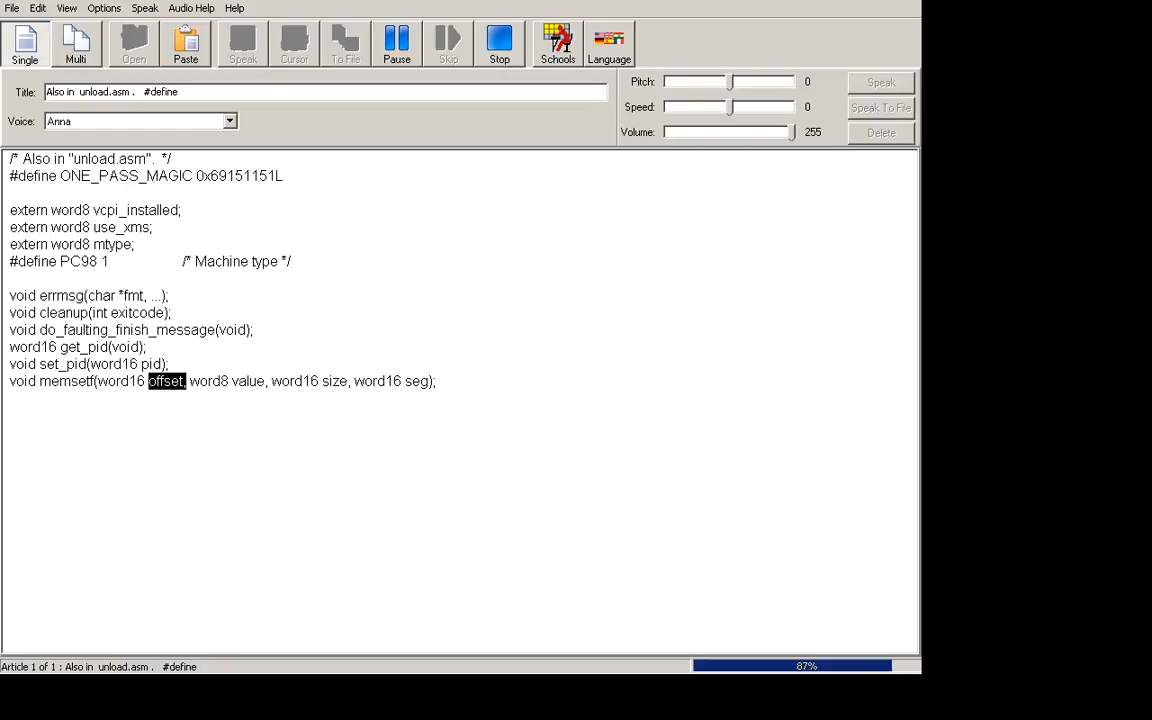 File Edit View Options Speak Audio Help Help
Single Multi Open Paste Speak Cursor To File Pause Skip Stop Schools Language
Title: Also in  unload.asm .   #define
Voice: Anna
Pitch: 0 Speak
Speed: 0 Speak To File
Volume: 255 Delete
/* Also in "unload.asm".  */
#define ONE_PASS_MAGIC 0x69151151L
extern word8 vcpi_installed;
extern word8 use_xms;
extern word8 mtype;
#define PC98 1 /* Machine type */
void errmsg(char *fmt, ...);
void cleanup(int exitcode);
void do_faulting_finish_message(void);
word16 get_pid(void);
void set_pid(word16 pid);
void memsetf(word16 offset, word8 value, word16 size, word16 seg);
Article 1 of 1 : Also in  unload.asm .   #define 87%